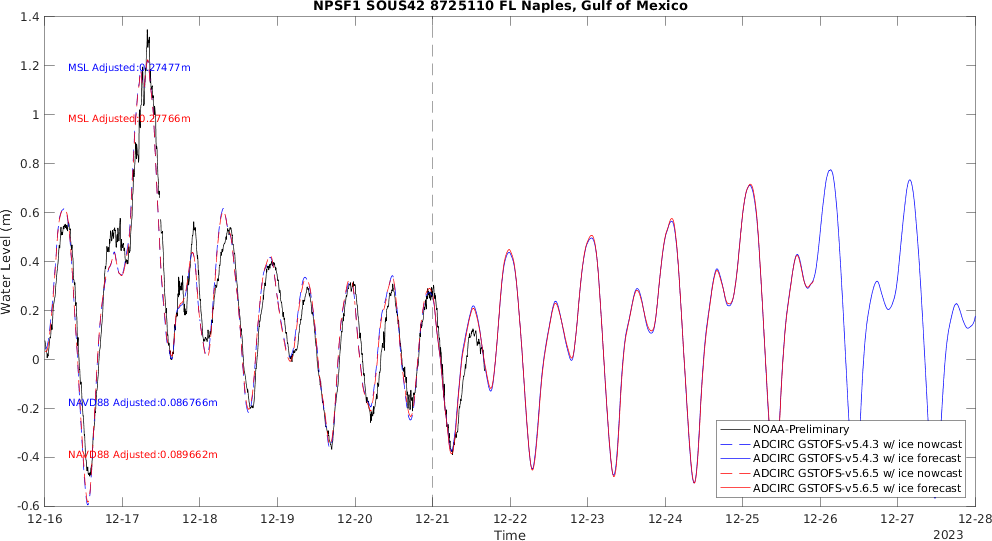 NPSF1 SOUS42 8725110 FL Naples, Gulf of Mexico
1.4
1.2
1
0.8
0.6
0.4
0.2
0
-0.2
-0.4
-0.6
Water Level (m)
MSL Adjusted:0.27477m
MSL Adjusted:0.27766m
NAVD88 Adjusted:0.086766m
NAVD88 Adjusted:0.089662m
NOAA-Preliminary
ADCIRC GSTOFS-v5.4.3 w/ ice nowcast
ADCIRC GSTOFS-v5.4.3 w/ ice forecast
ADCIRC GSTOFS-v5.6.5 w/ ice nowcast
ADCIRC GSTOFS-v5.6.5 w/ ice forecast
12-16 12-17 12-18 12-19 12-20 12-21 12-22 12-23 12-24 12-25 12-26 12-27 12-28
Time
2023